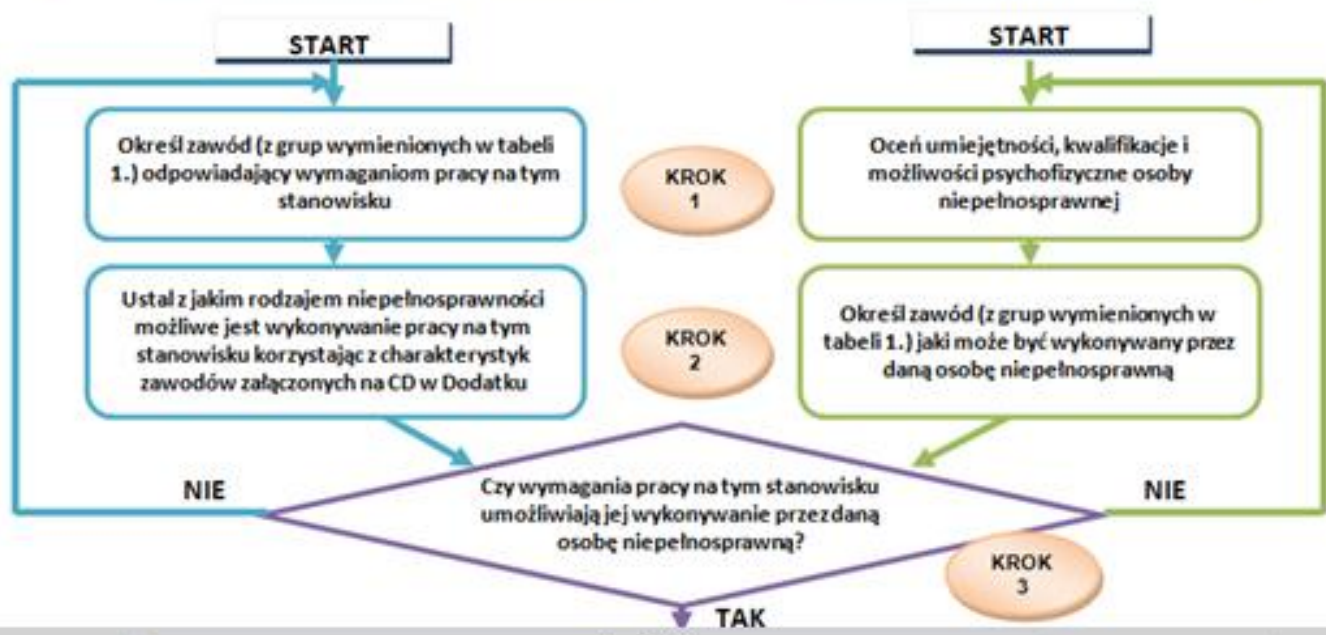 START
START
Określ zawód (z grup wymienionych w tabeli
1.) odpowiadający wymaganiom pracy na tym
stanowisku
KROK
1
Oceń umiejętności, kwalifikacje i
możliwości psychofizyczne osoby
niepełnosprawnej
Ustal z jakim rodzajem niepełnosprawności
możliwe jest wykonywanie pracy na tym
stanowisku korzystając z charakterystyk
zawodów załączonych na CD w Dodatku
KROK
2
Określ zawód (z grup wymienionych w
tabeli 1.) jaki może być wykonywany przez
daną osobę niepełnosprawną
NIE
Czy wymagania pracy na tym stanowisku
umożliwiają jej wykonywanie przez daną
osobę niepełnosprawną?
NIE
KROK
3
TAK